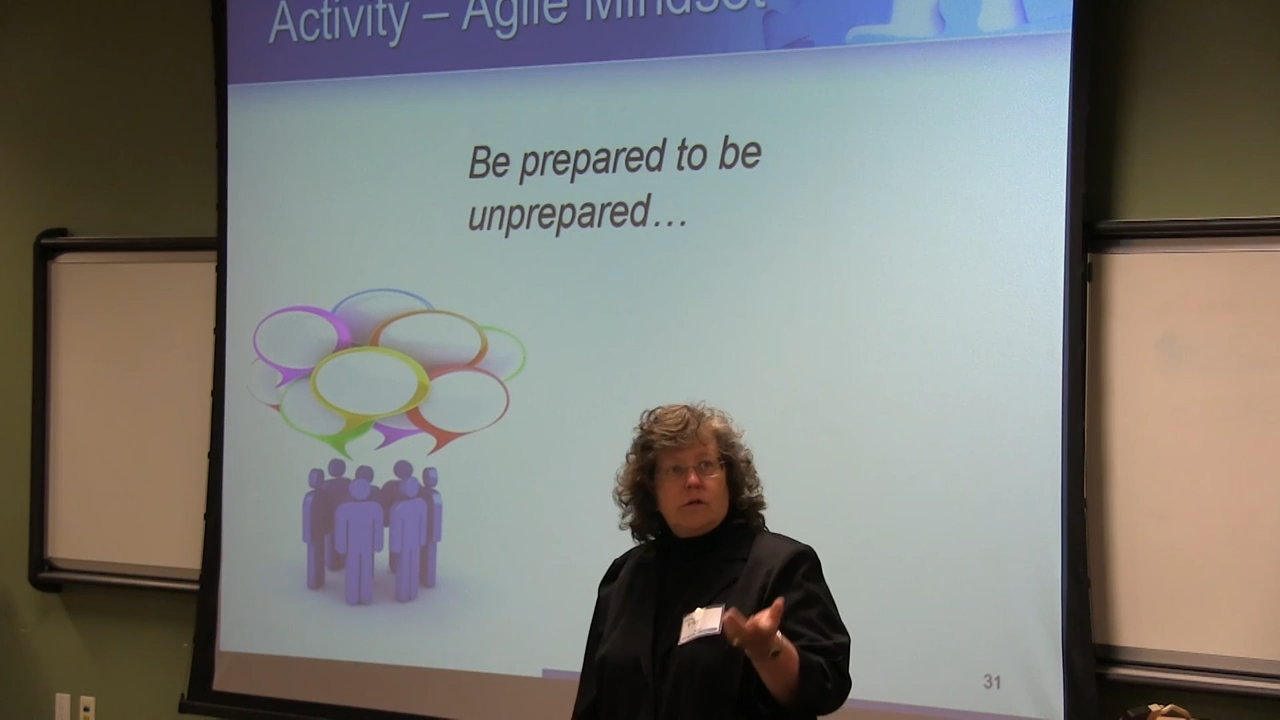 Activity – Agile Mindset
Be prepared to be
unprepared…
31